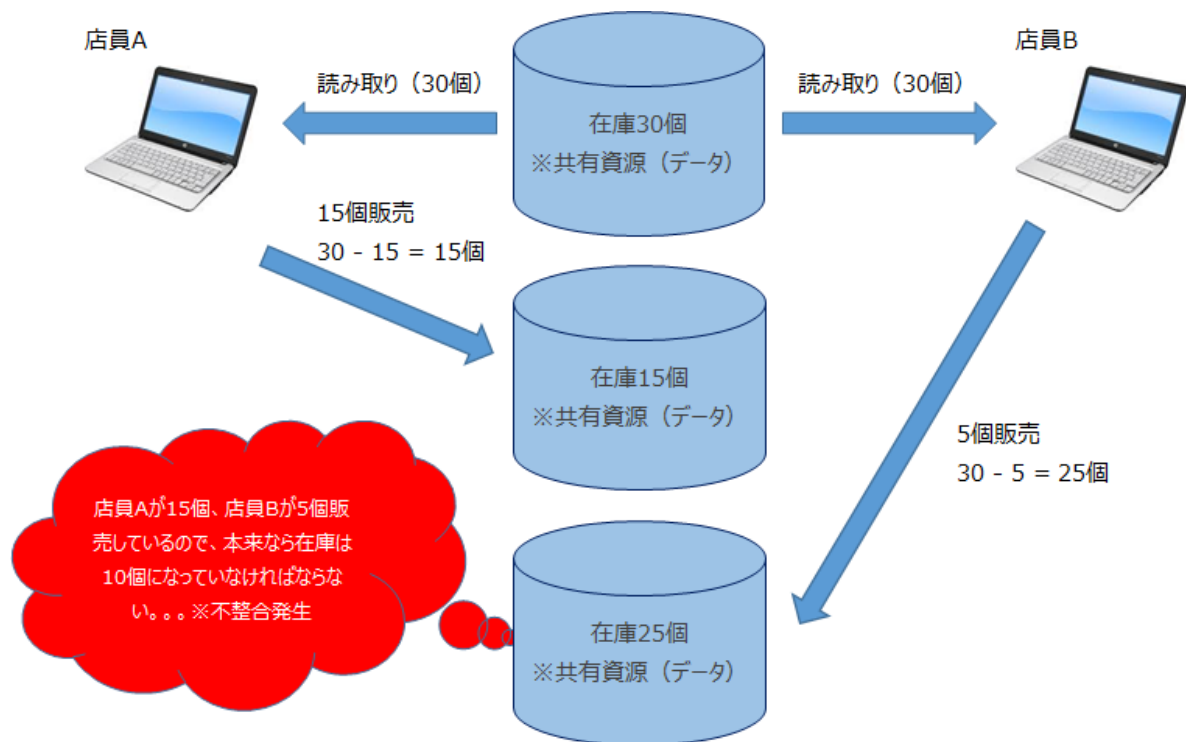 店員A
店員B
読み取り（30個）
読み取り（30個）
在庫30個
※共有資源（データ）
15個販売
30 - 15 = 15個
在庫15個
※共有資源（データ）
5個販売
30 - 5 = 25個
店員Aが15個、店員Bが5個販
売しているので、本来なら在庫は
10個になっていなければならな
い。。。※不整合発生
在庫25個
※共有資源（データ）